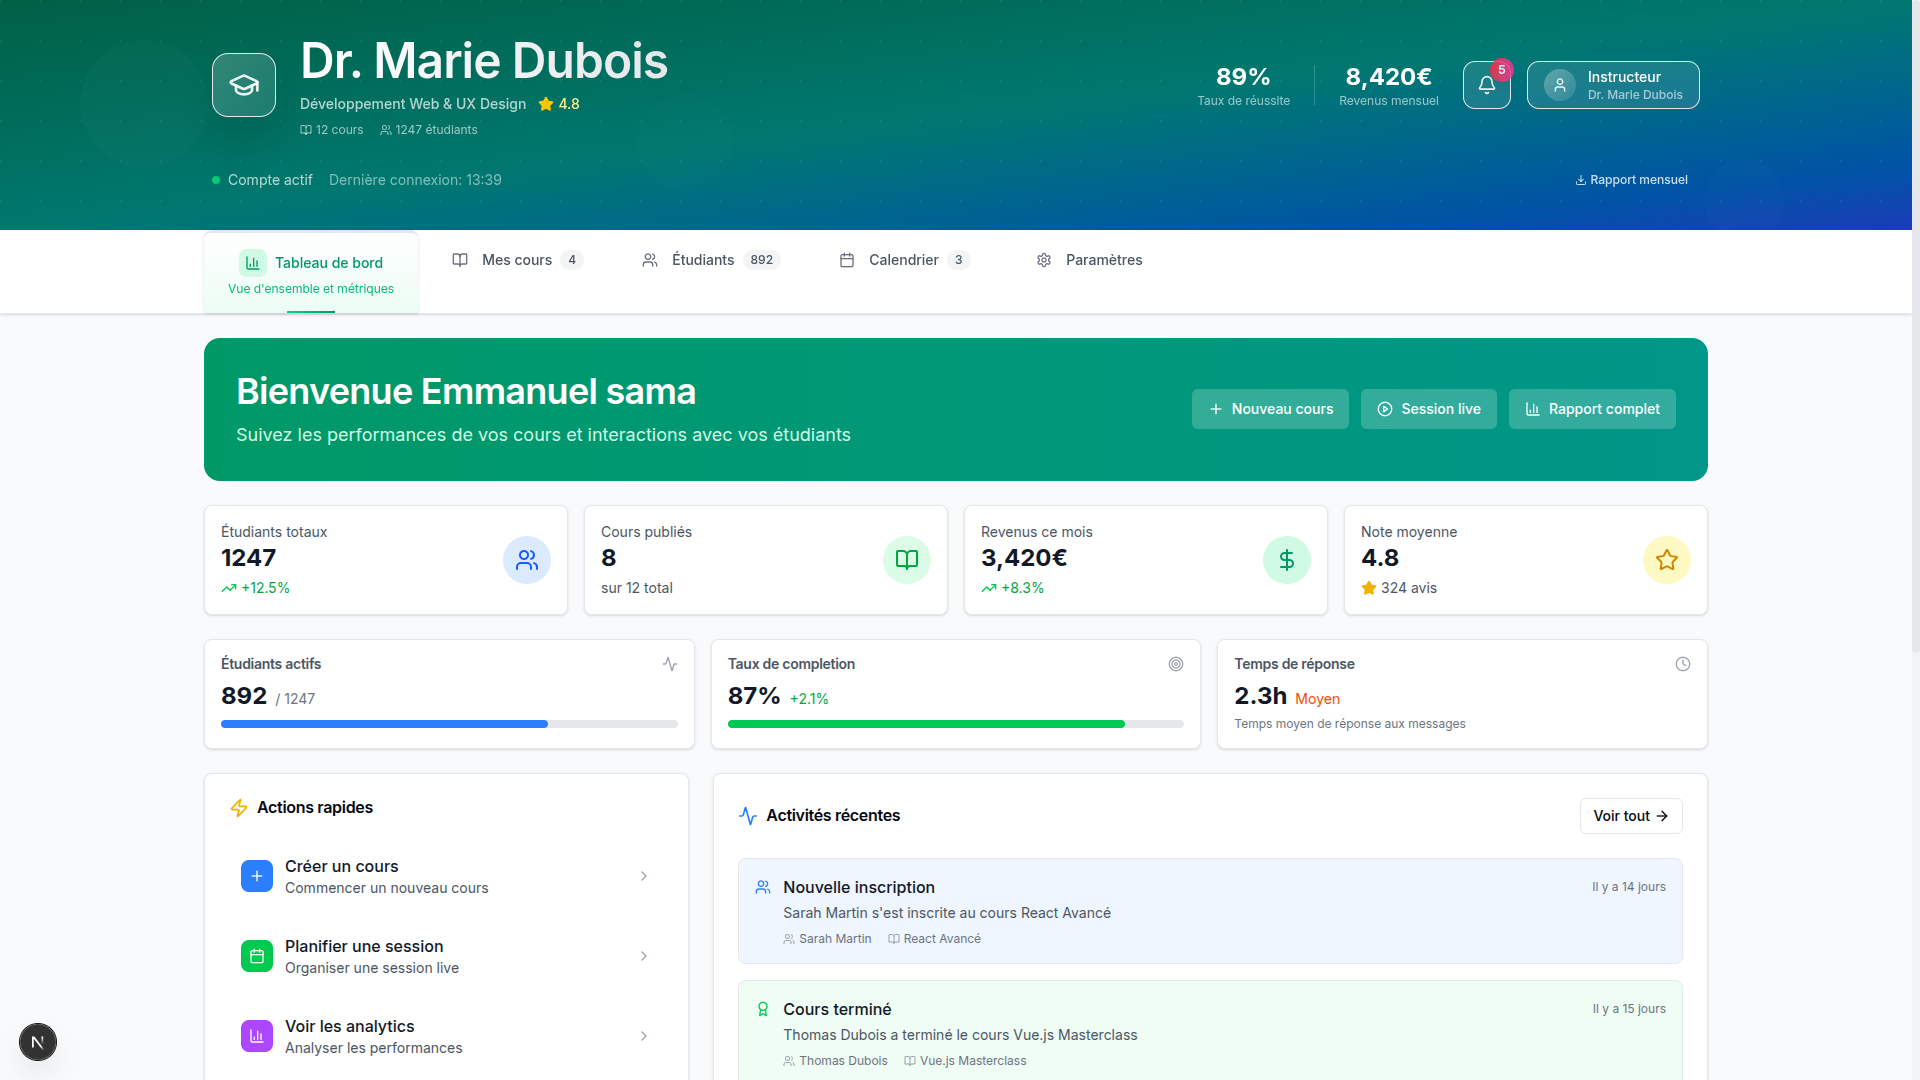 Dr. Marie Dubois
Développement Web & UX Design 4.8
12 cours 1247 étudiants
89%
Taux de réussite
8,420€
Revenus mensuel
5
Instructeur
Dr. Marie Dubois
Compte actif Dernière connexion: 13:39
Rapport mensuel
Tableau de bord
Vue d'ensemble et métriques
Mes cours 4
Étudiants 892
Calendrier 3
Paramètres
Bienvenue Emmanuel sama
Suivez les performances de vos cours et interactions avec vos étudiants
Nouveau cours
Session live
Rapport complet
Étudiants totaux
1247
+12.5%
Cours publiés
8
sur 12 total
Revenus ce mois
3,420€
+8.3%
Note moyenne
4.8
324 avis
Étudiants actifs
892 / 1247
Taux de completion
87% +2.1%
Temps de réponse
2.3h Moyen
Temps moyen de réponse aux messages
Actions rapides
Créer un cours
Commencer un nouveau cours
Planifier une session
Organiser une session live
Voir les analytics
Analyser les performances
Activités récentes
Voir tout
Nouvelle inscription
Il y a 14 jours
Sarah Martin s'est inscrite au cours React Avancé
Sarah Martin React Avancé
Cours terminé
Il y a 15 jours
Thomas Dubois a terminé le cours Vue.js Masterclass
Thomas Dubois Vue.js Masterclass
N